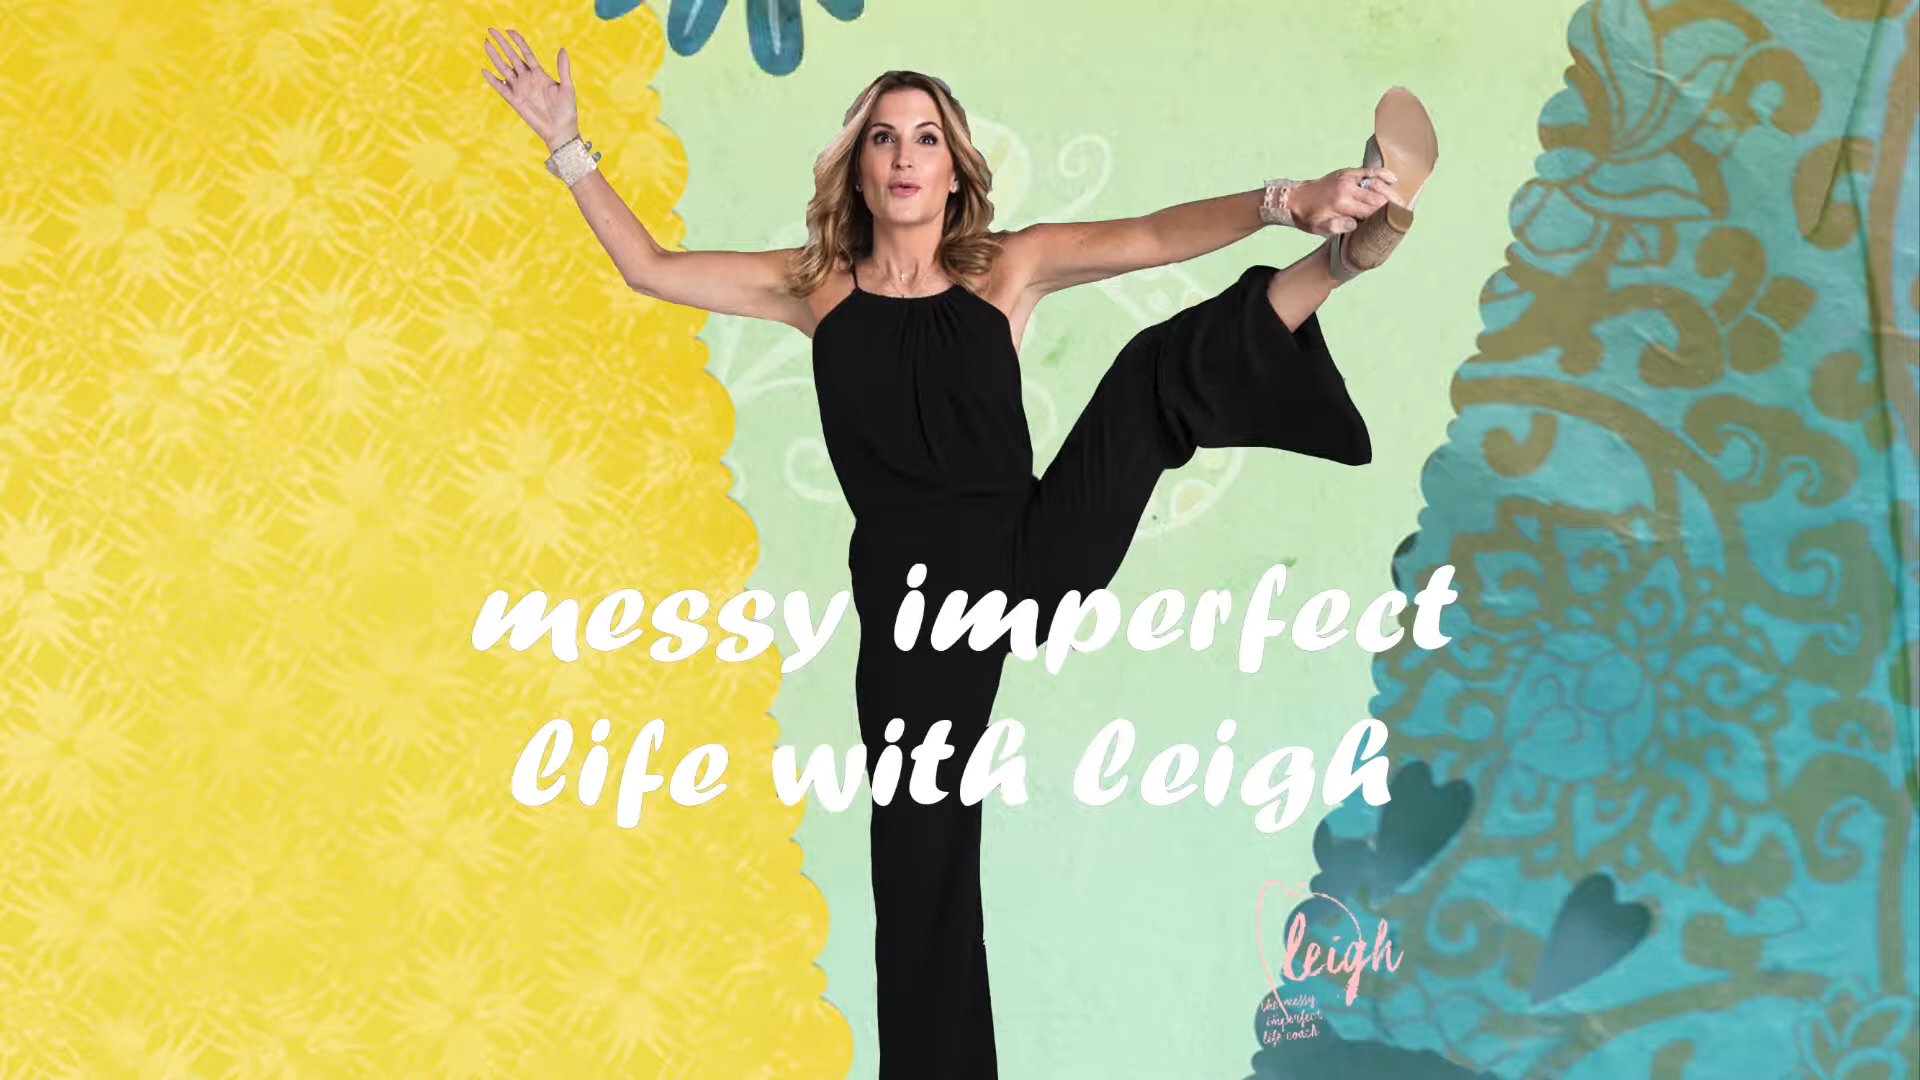 messy imperfect
life with leigh
leigh
the messy
imperfect
life coach